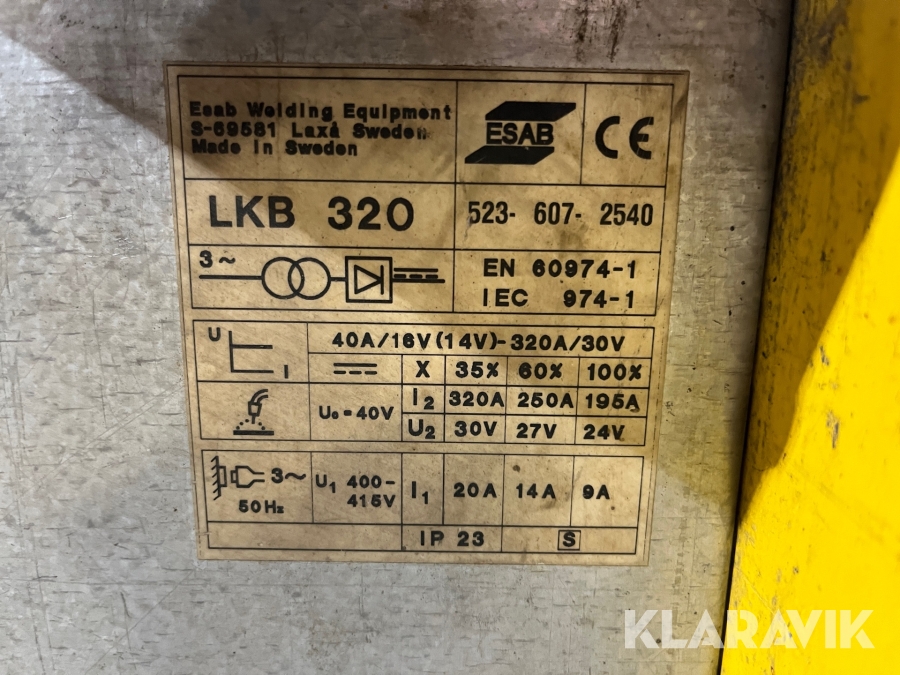 Esab Welding Equipment
S-69581 Laxå Sweden
Made in Sweden
ESAB
CE
LKB 320
523- 607- 2540
3~
EN 60974-1
IEC 974-1
U
I
40A/16V(14V)-320A/30V
X 35% 60% 100%
U₀=40V
I₂ 320A 250A 195A
U₂ 30V 27V 24V
3~
50Hz
U₁ 400-
415V
I₁ 20A 14A 9A
IP 23
S
KLARAVIK